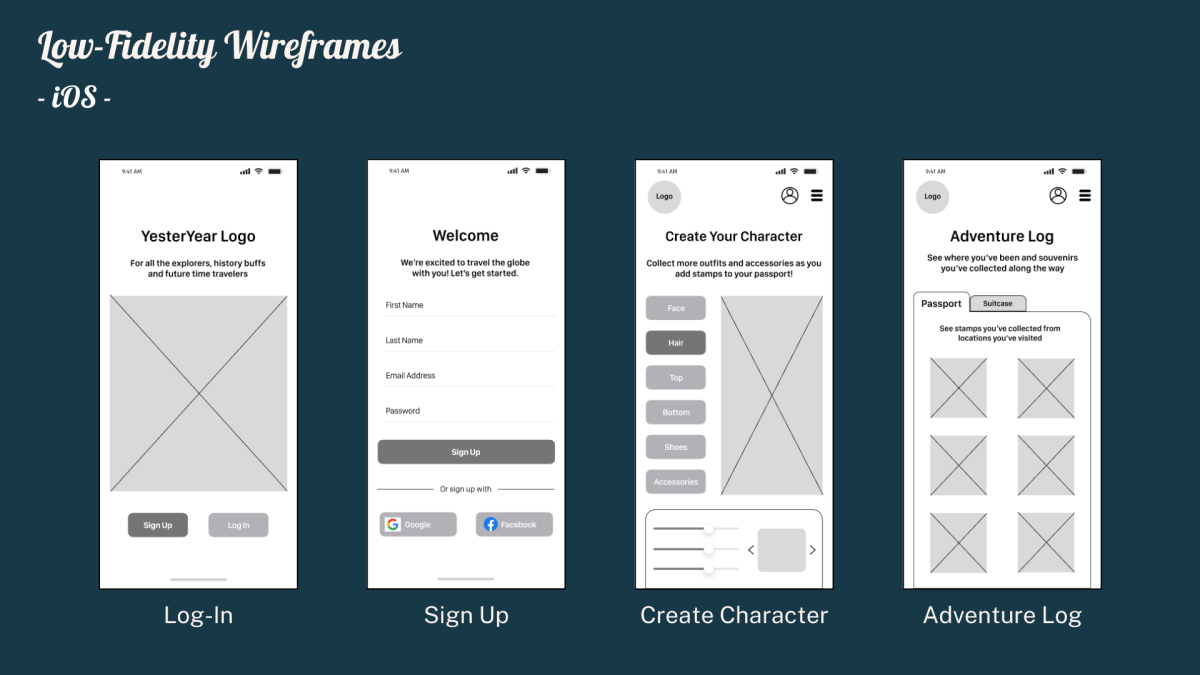 Low-Fidelity Wireframes
- iOS -
9:41 AM
YesterYear Logo
For all the explorers, history buffs
and future time travelers
Sign Up
Log In
Log-In
9:41 AM
Welcome
We're excited to travel the globe
with you! Let's get started.
First Name
Last Name
Email Address
Password
Sign Up
Or sign up with
Google
Facebook
Sign Up
9:41 AM
Logo
Create Your Character
Collect more outfits and accessories as you
add stamps to your passport!
Face
Hair
Top
Bottom
Shoes
Accessories
Create Character
9:41 AM
Logo
Adventure Log
See where you've been and souvenirs
you've collected along the way
Passport
Suitcase
See stamps you've collected from
locations you've visited
Adventure Log